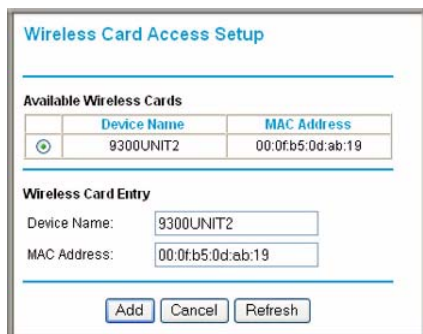 Wireless Card Access Setup
Available Wireless Cards
Device Name MAC Address
9300UNIT2 00:0f:b5:0d:ab:19
Wireless Card Entry
Device Name: 9300UNIT2
MAC Address: 00:0f:b5:0d:ab:19
Add Cancel Refresh